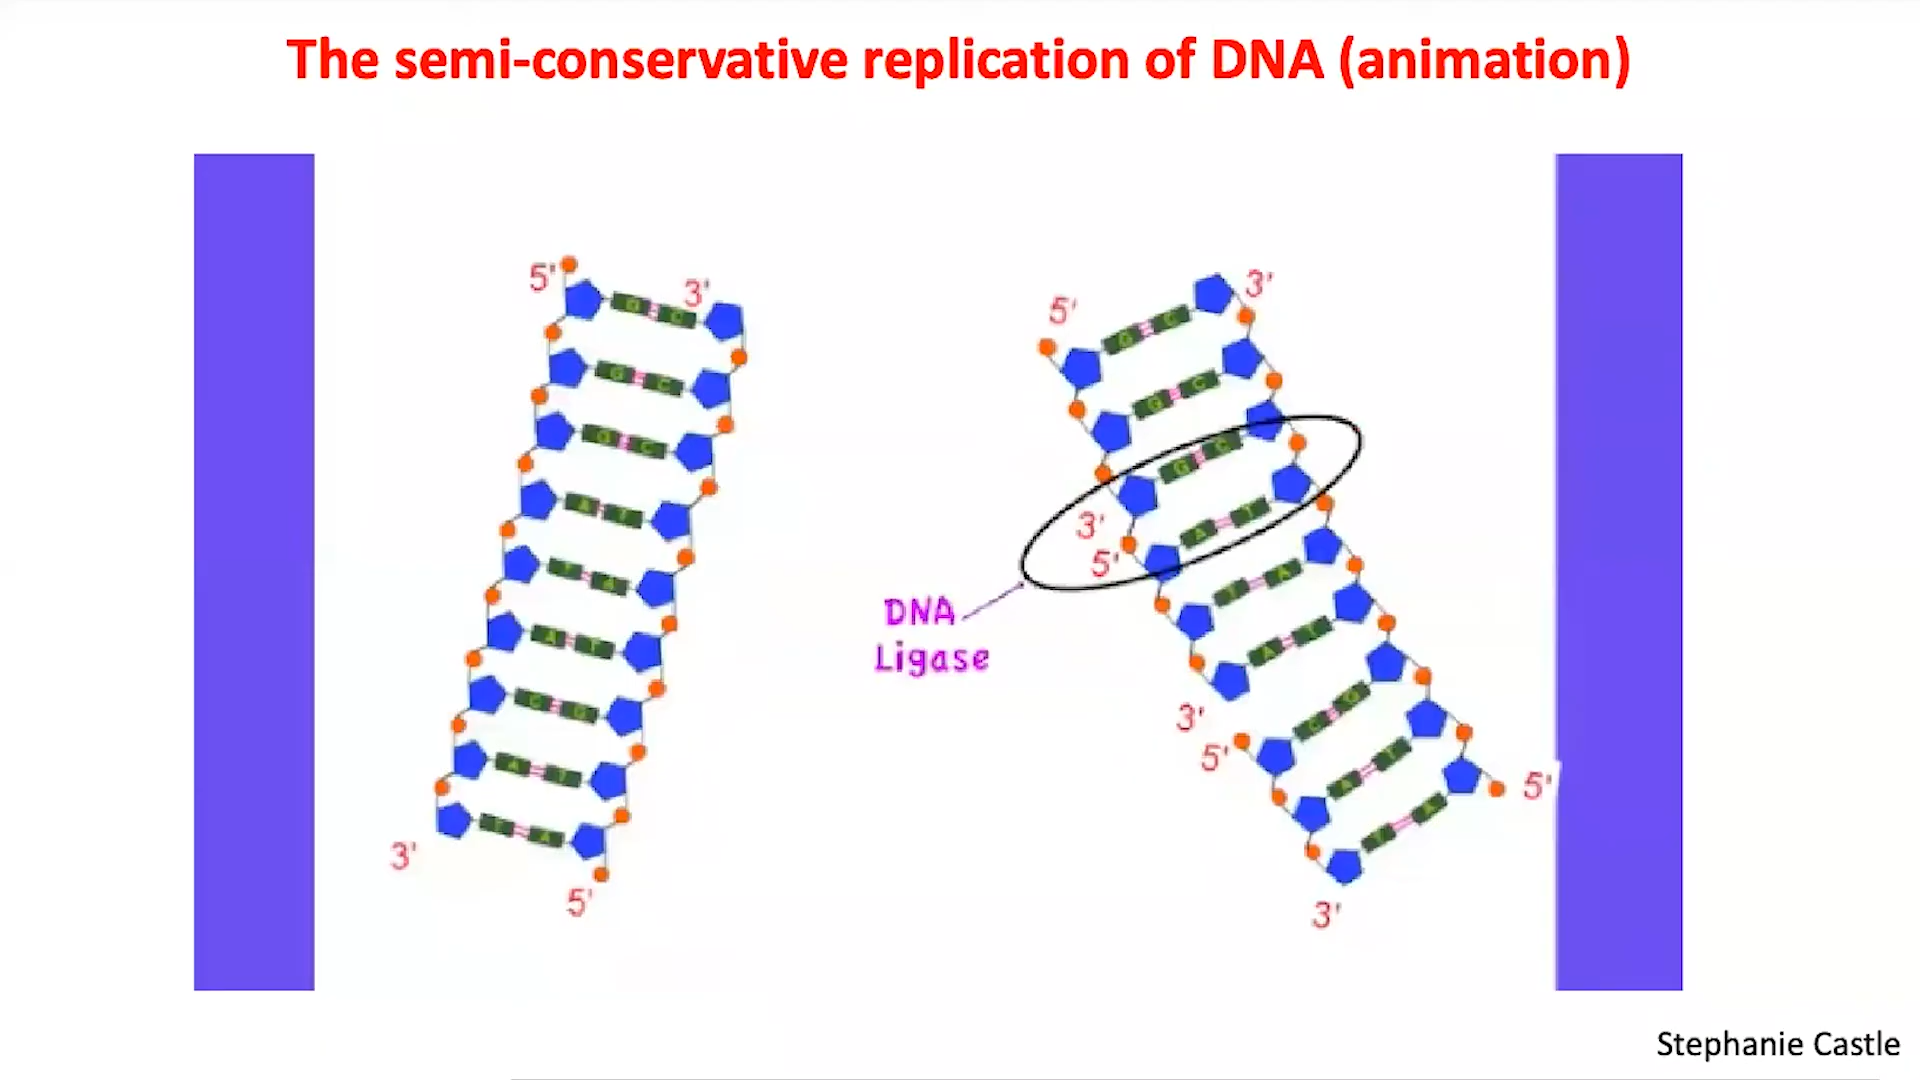 The semi-conservative replication of DNA (animation)
5'
3'
G C
G C
G C
A T
T A
A T
C G
A T
T A
3'
5'
5'
3'
G C
G C
G C
3'
A T
5'
DNA
Ligase
T A
A T
3'
C G
5'
A T
5'
T A
3'
Stephanie Castle